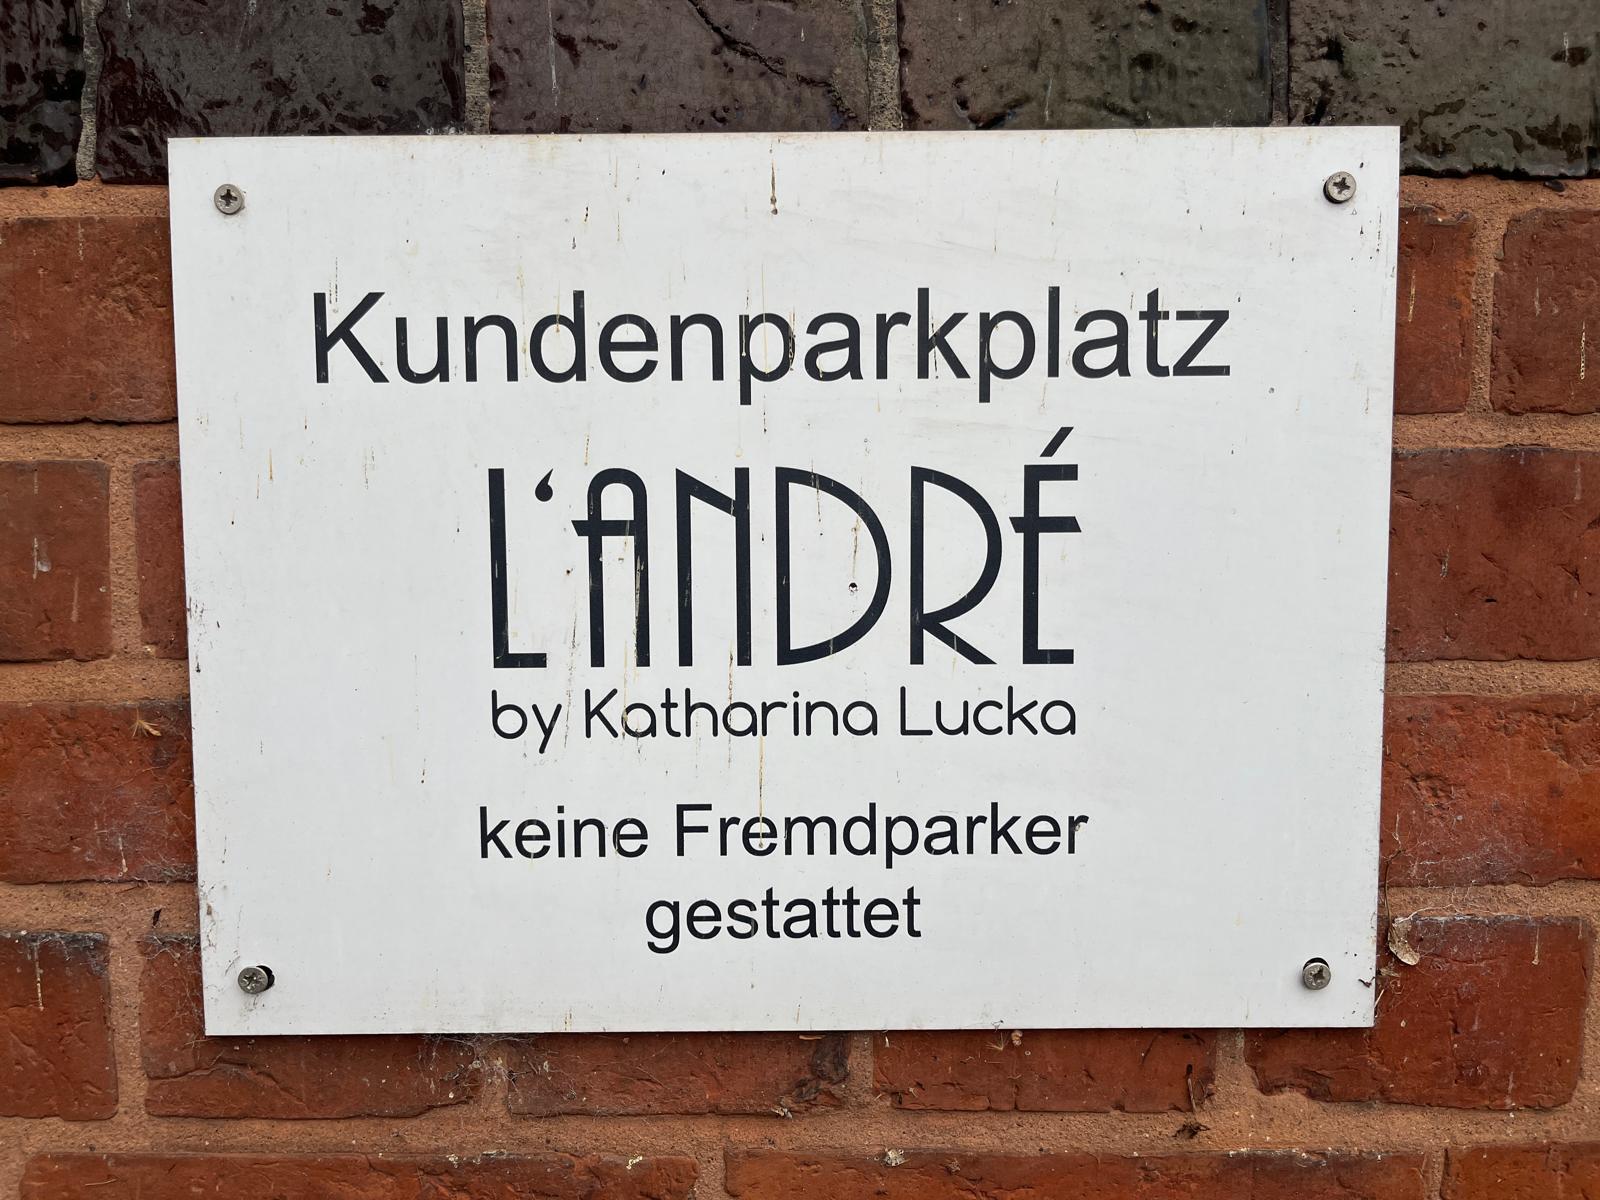 Kundenparkplatz
L‘ANDRÉ
by Katharina Lucka
keine Fremdparker
gestattet